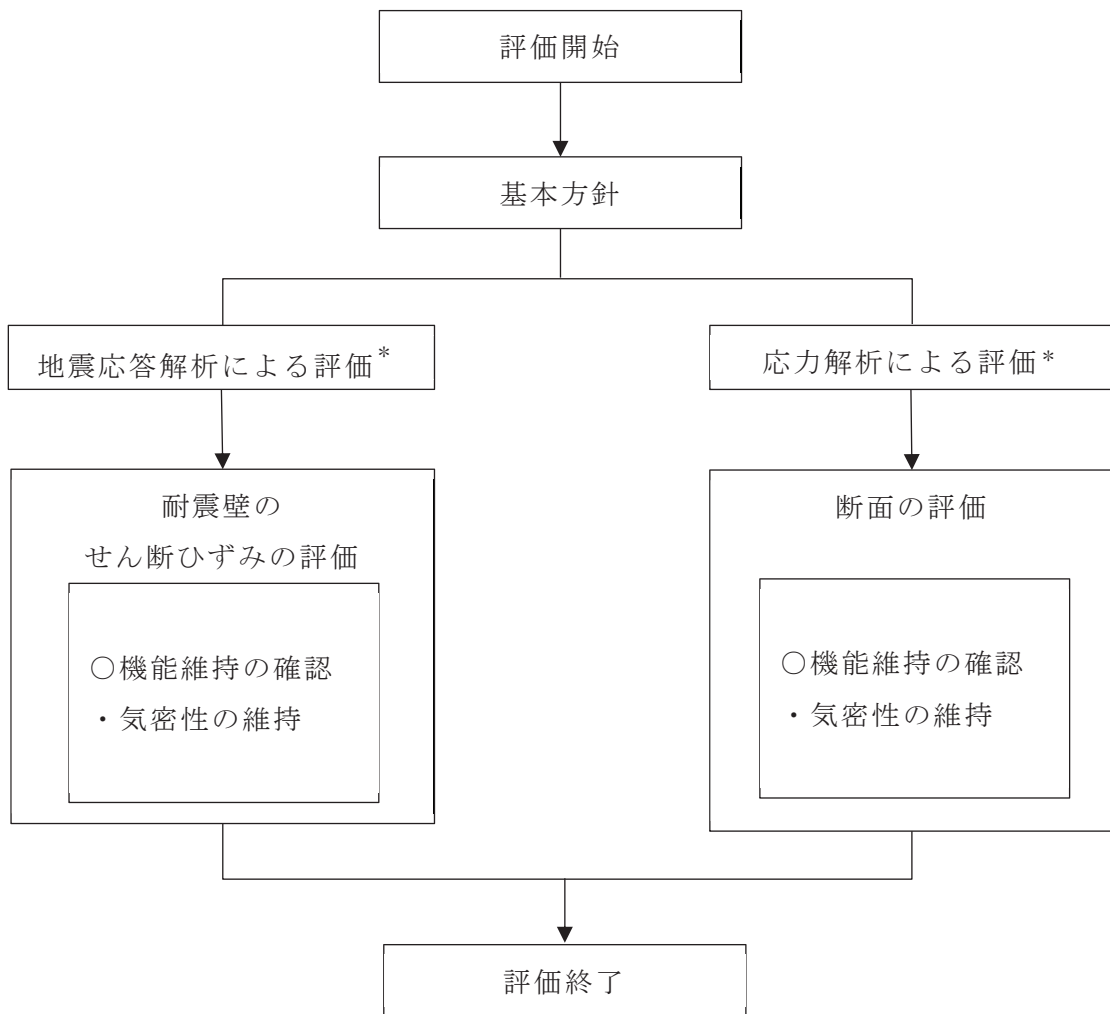 評価開始
基本方針
地震応答解析による評価*
応力解析による評価*
耐震壁の
せん断ひずみの評価
○機能維持の確認
・気密性の維持
断面の評価
○機能維持の確認
・気密性の維持
評価終了